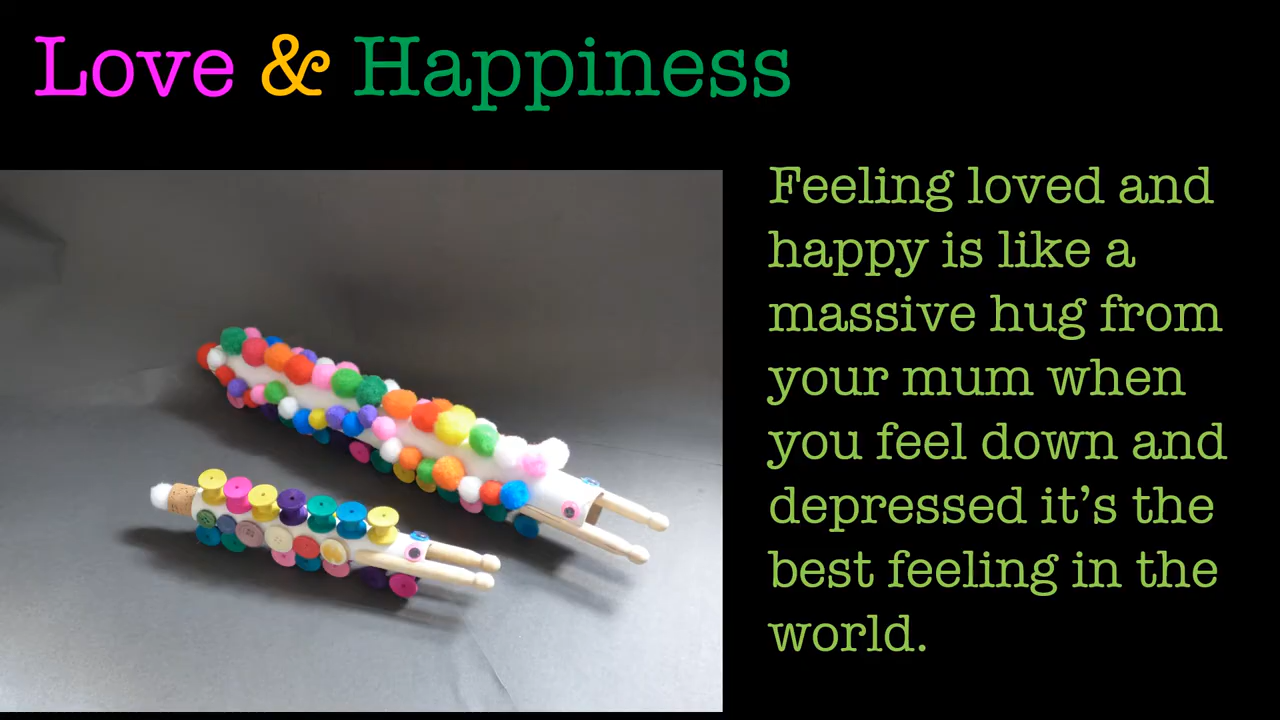 Love & Happiness
Feeling loved and
happy is like a
massive hug from
your mum when
you feel down and
depressed it’s the
best feeling in the
world.